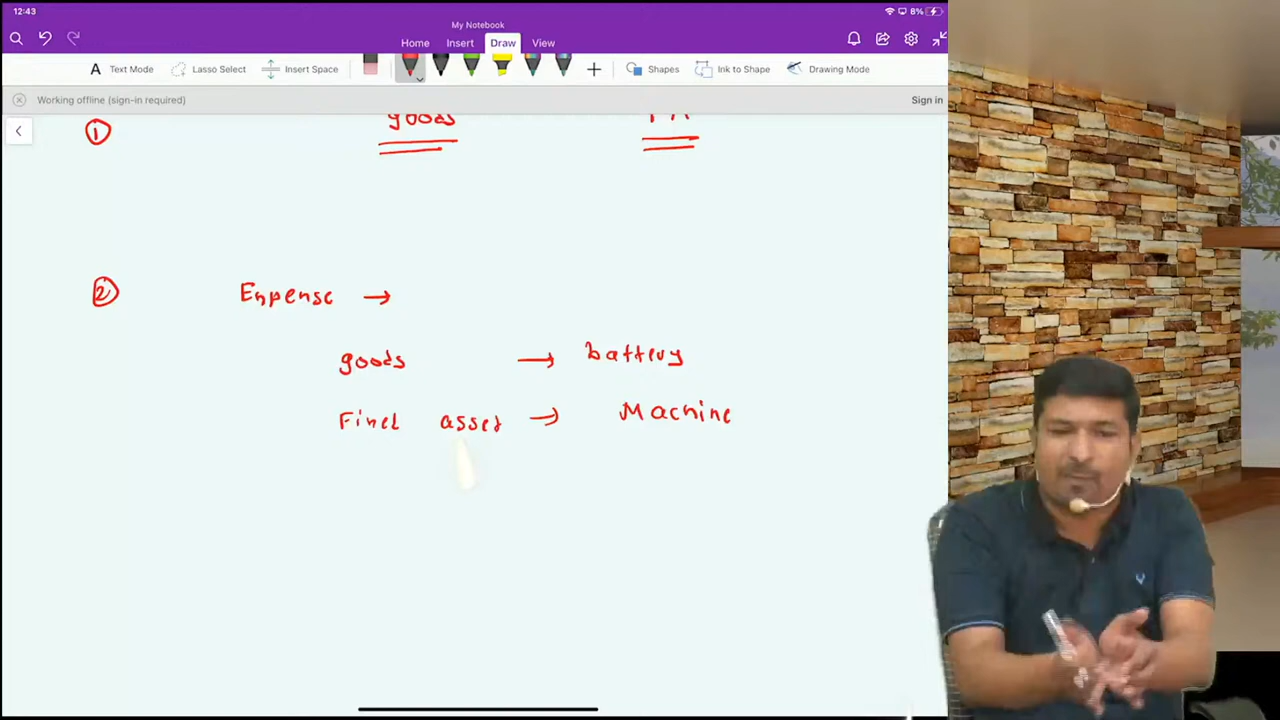 12:43
8%
My Notebook
Home Insert Draw View
A Text Mode Lasso Select Insert Space Shapes Ink to Shape Drawing Mode
Working offline (sign-in required) Sign in
① goods
② Expense →
goods → battery
Fixed asset → Machine